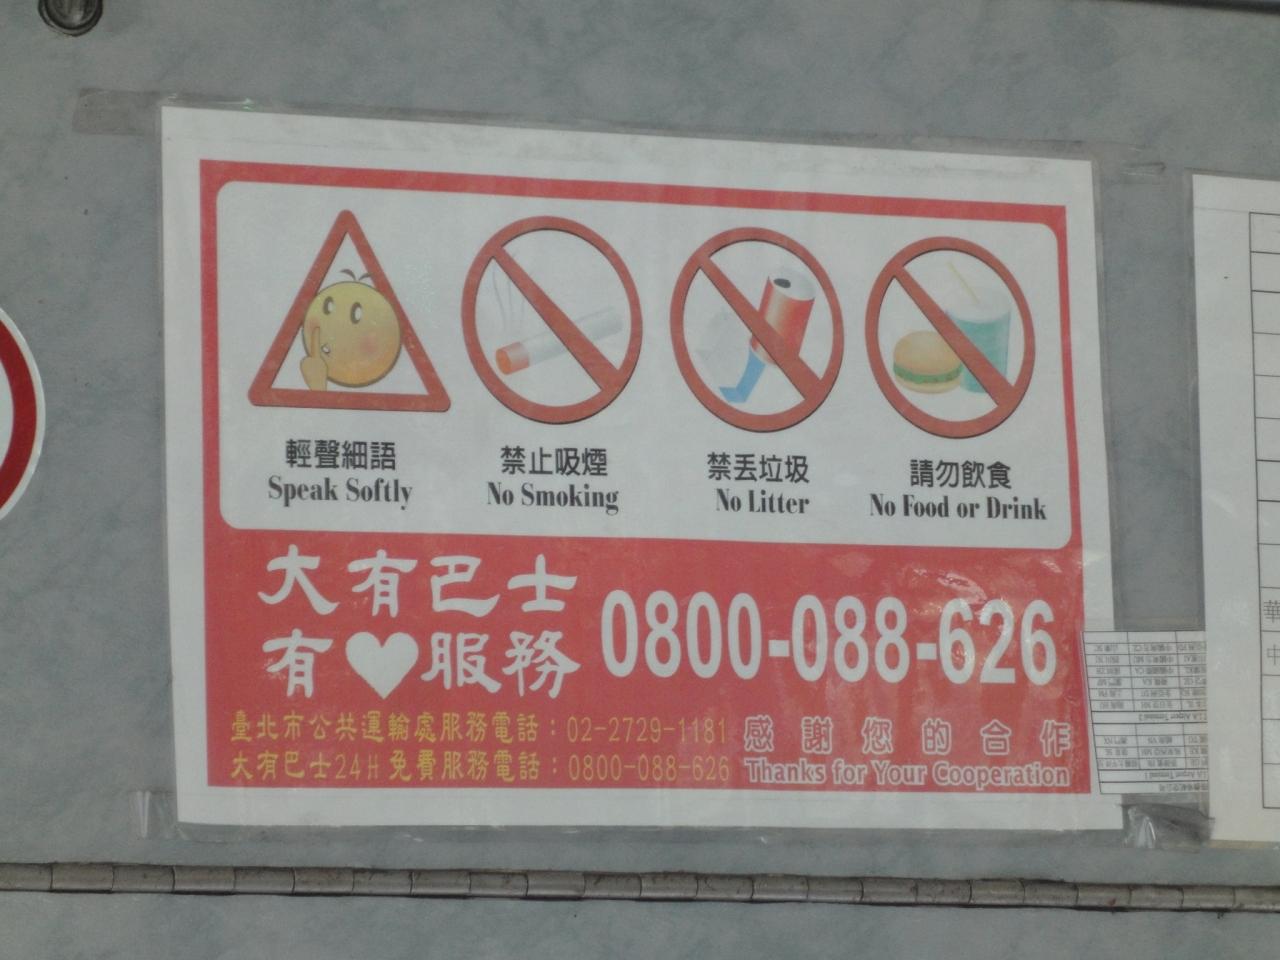 輕聲細語
Speak Softly
禁止吸煙
No Smoking
禁丟垃圾
No Litter
請勿飲食
No Food or Drink
大有巴士
有♥服務
0800-088-626
臺北市公共運輸處服務電話：02-2729-1181
大有巴士24H免費服務電話：0800-088-626
感謝您的合作
Thanks for Your Cooperation
華
中